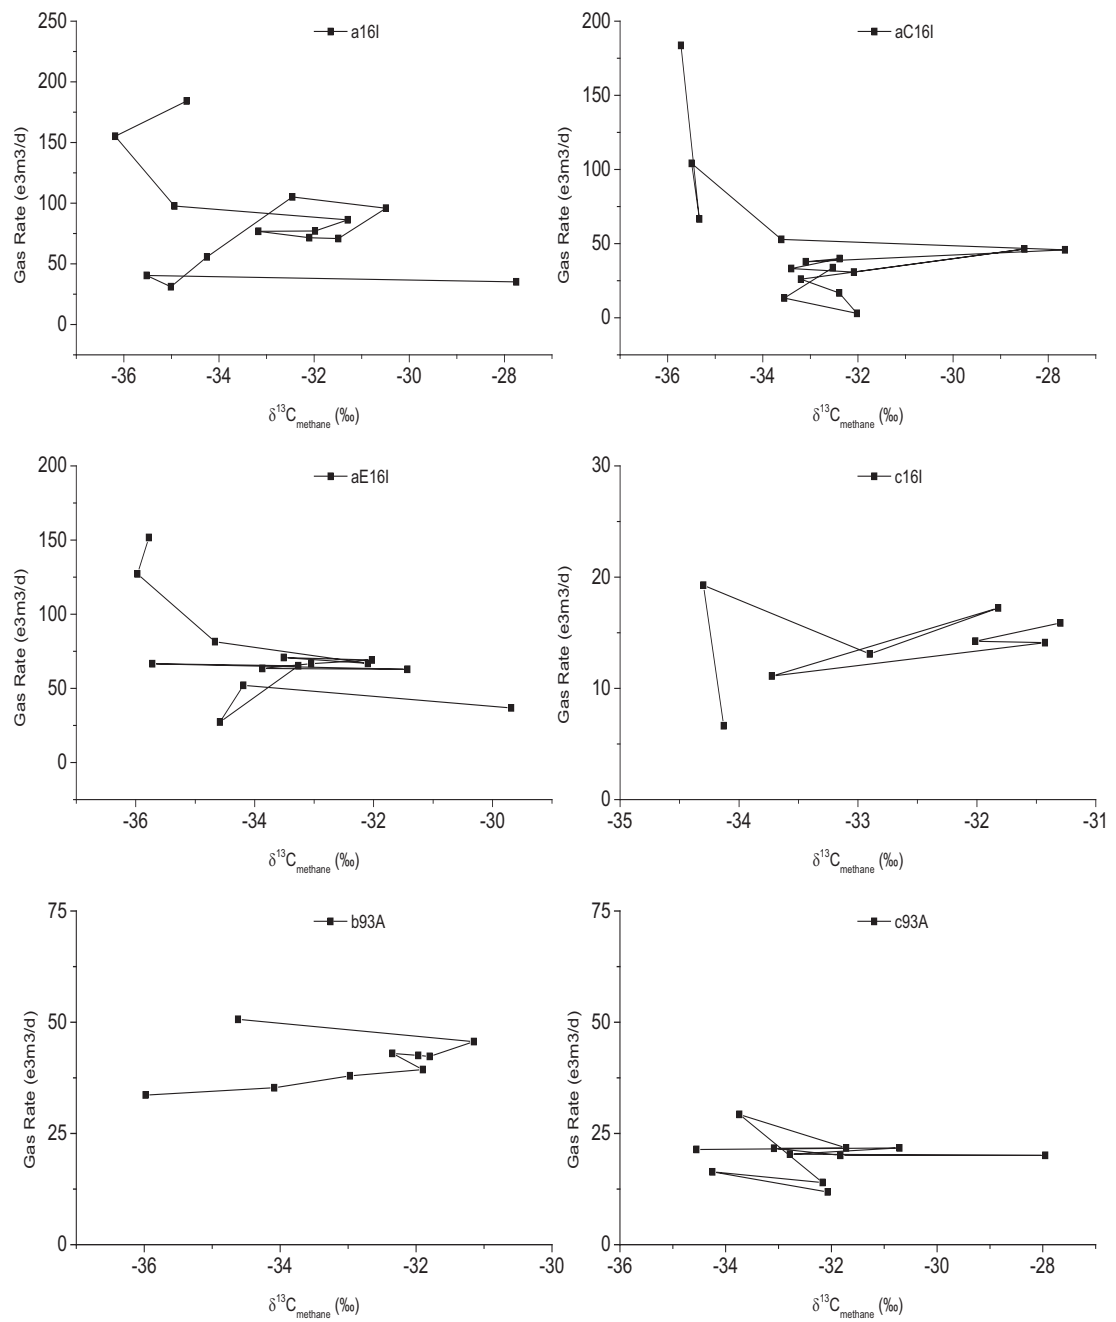 a16I
250
200
150
100
50
0
Gas Rate (e3m3/d)
-36 -34 -32 -30 -28
δ¹³Cmethane (‰)
aC16I
200
150
100
50
0
Gas Rate (e3m3/d)
-36 -34 -32 -30 -28
δ¹³Cmethane (‰)
aE16I
200
150
100
50
0
Gas Rate (e3m3/d)
-36 -34 -32 -30
δ¹³Cmethane (‰)
c16I
30
20
10
0
Gas Rate (e3m3/d)
-35 -34 -33 -32 -31
δ¹³Cmethane (‰)
b93A
75
50
25
0
Gas Rate (e3m3/d)
-36 -34 -32 -30
δ¹³Cmethane (‰)
c93A
75
50
25
0
Gas Rate (e3m3/d)
-36 -34 -32 -30 -28
δ¹³Cmethane (‰)